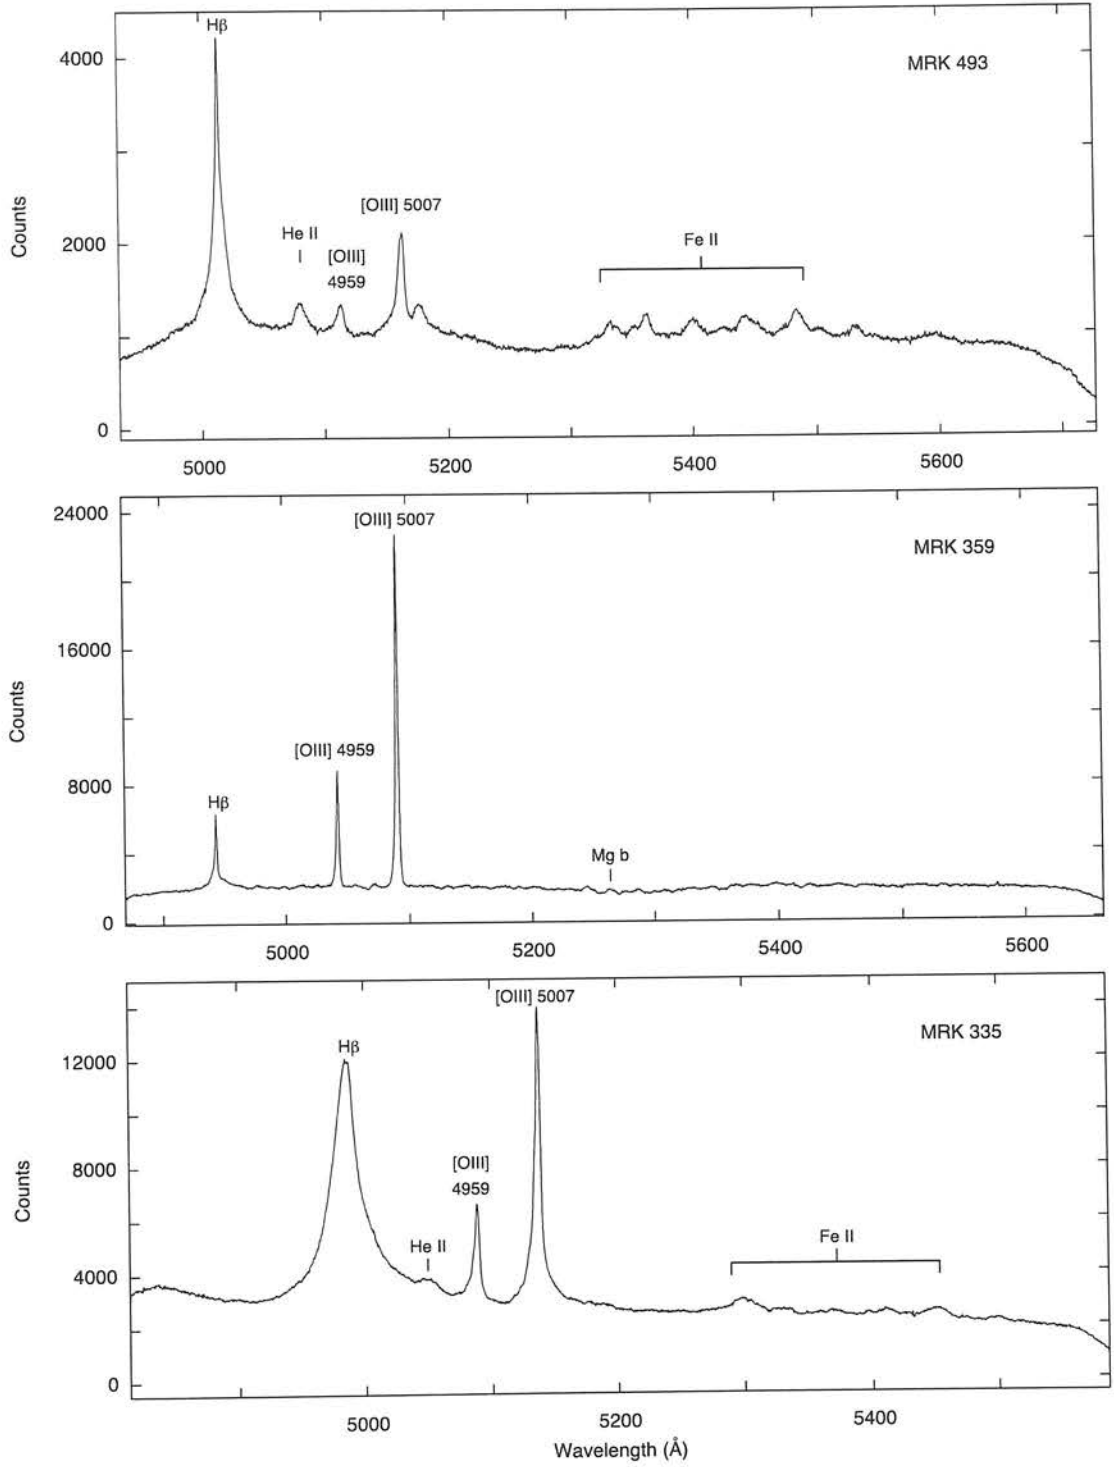 Hβ
MRK 493
4000
[OIII] 5007
He II
[OIII]
4959
Fe II
2000
Counts
0
5000 5200 5400 5600
24000
[OIII] 5007
MRK 359
16000
Counts
[OIII] 4959
8000
Hβ
Mg b
0
5000 5200 5400 5600
[OIII] 5007
MRK 335
Hβ
12000
[OIII]
4959
8000
Counts
He II
Fe II
4000
0
5000 5200 5400
Wavelength (Å)